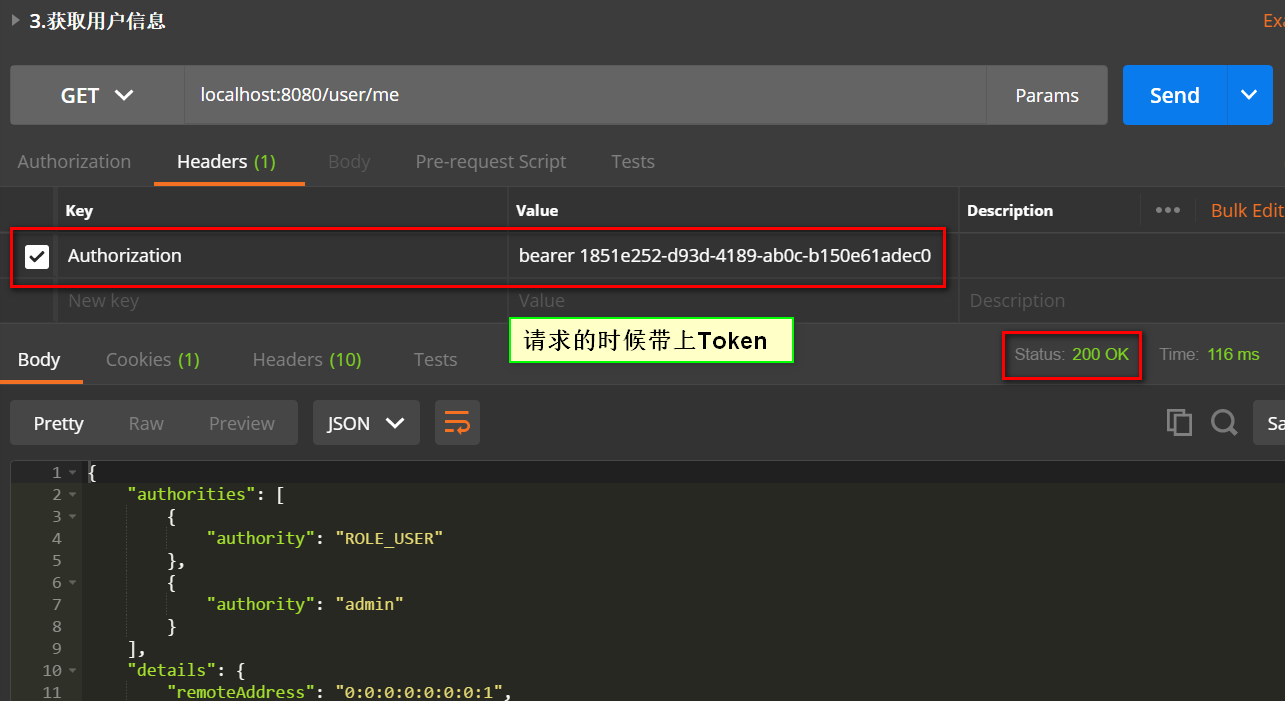 3.获取用户信息
Exa
GET localhost:8080/user/me Params Send
Authorization Headers (1) Body Pre-request Script Tests
Key Value Description ••• Bulk Edit
Authorization bearer 1851e252-d93d-4189-ab0c-b150e61adec0
New key Value Description
请求的时候带上Token
Body Cookies (1) Headers (10) Tests Status: 200 OK Time: 116 ms
Pretty Raw Preview JSON Sa
1 {
2 "authorities": [
3 {
4 "authority": "ROLE_USER"
5 },
6 {
7 "authority": "admin"
8 }
9 ],
10 "details": {
11 "remoteAddress": "0:0:0:0:0:0:0:1",